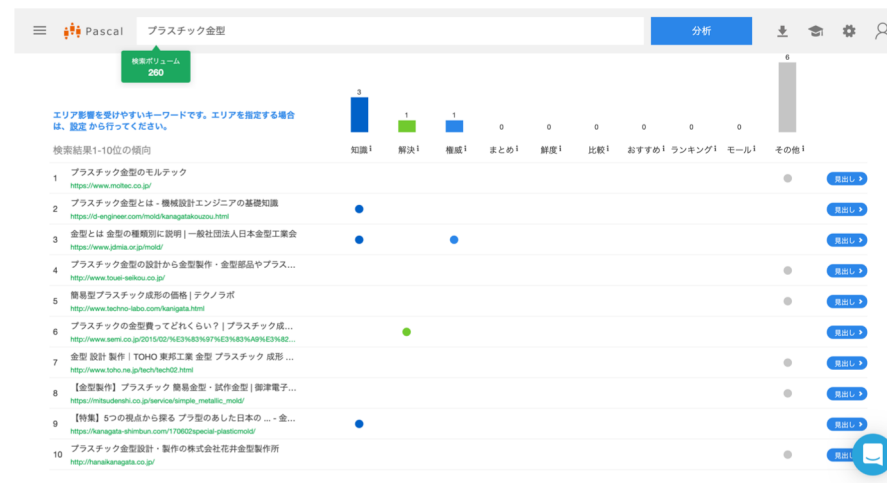 Pascal
プラスチック金型
分析
検索ボリューム
260
エリア影響を受けやすいキーワードです。エリアを指定する場合
は、設定 から行ってください。
3
1
1
0
0
0
0
0
0
6
検索結果1-10位の傾向
知識 i
解決 i
権威 i
まとめ i
鮮度 i
比較 i
おすすめ i
ランキング i
モール i
その他 i
1
プラスチック金型のモルテック
https://www.moltec.co.jp/
見出し
2
プラスチック金型とは - 機械設計エンジニアの基礎知識
https://d-engineer.com/mold/kanagatakouzou.html
見出し
3
金型とは 金型の種類別に説明 | 一般社団法人日本金型工業会
https://www.jdmia.or.jp/mold/
見出し
4
プラスチック金型の設計から金型製作・金型部品やプラス...
http://www.touei-seikou.co.jp/
見出し
5
簡易型プラスチック成形の価格 | テクノラボ
http://www.techno-labo.com/kanigata.html
見出し
6
プラスチックの金型費ってどれくらい? | プラスチック成...
http://www.semi.co.jp/2015/02/%E3%83%97%E3%83%A9%E3%82...
見出し
7
金型 設計 製作｜TOHO 東邦工業 金型 プラスチック 成形 ...
http://www.toho.ne.jp/tech/tech02.html
見出し
8
【金型製作】プラスチック 簡易金型・試作金型 | 御津電子...
https://mitsudenshi.co.jp/service/simple_metallic_mold/
見出し
9
【特集】5つの視点から探る プラ型のあした日本の ... - 金...
https://kanagata-shimbun.com/170602special-plasticmold/
見出し
10
プラスチック金型設計・製作の株式会社花井金型製作所
http://hanaikanagata.co.jp/